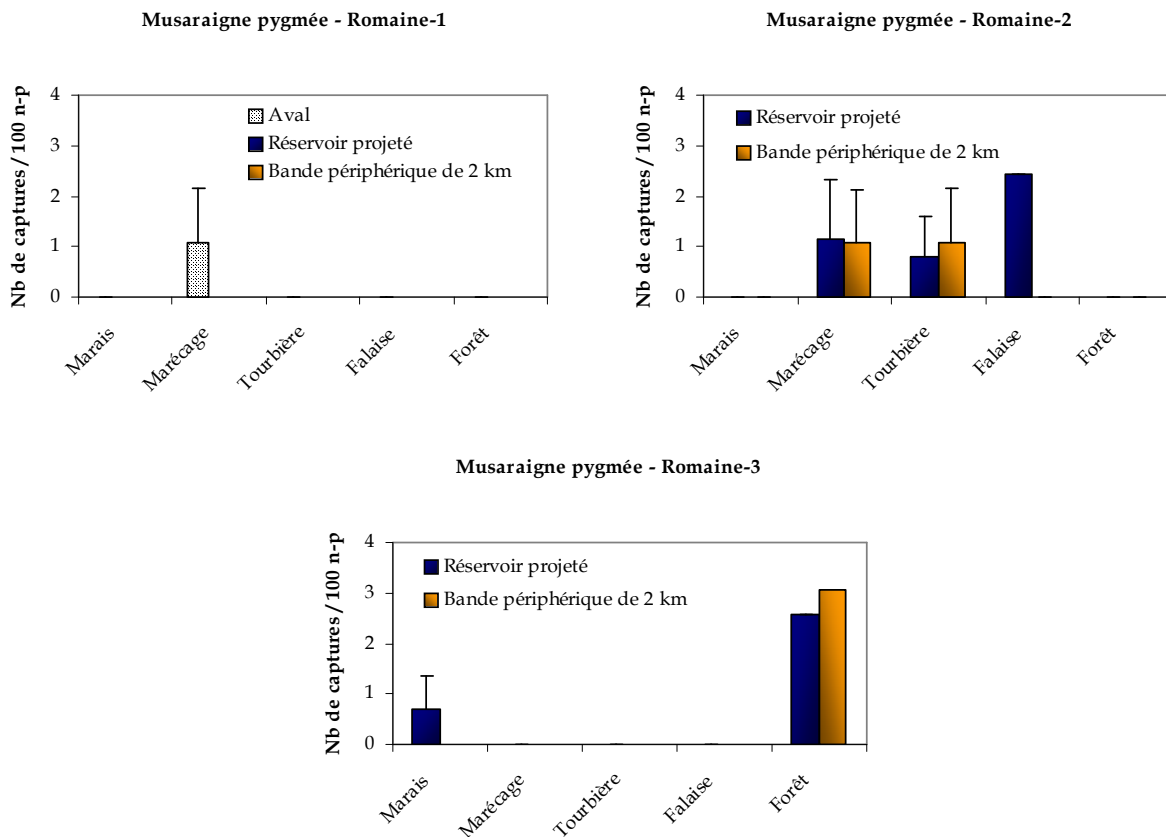 Musaraigne pygmée - Romaine-1
Nb de captures / 100 n-p
4
3
2
1
0
Aval
Réservoir projeté
Bande périphérique de 2 km
Marais
Marécage
Tourbière
Falaise
Forêt
Musaraigne pygmée - Romaine-2
Nb de captures / 100 n-p
4
3
2
1
0
Réservoir projeté
Bande périphérique de 2 km
Marais
Marécage
Tourbière
Falaise
Forêt
Musaraigne pygmée - Romaine-3
Nb de captures / 100 n-p
4
3
2
1
0
Réservoir projeté
Bande périphérique de 2 km
Marais
Marécage
Tourbière
Falaise
Forêt